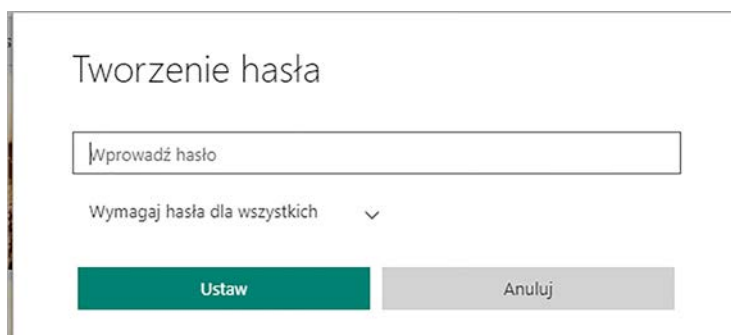 Tworzenie hasła
Wprowadź hasło
Wymagaj hasła dla wszystkich
Ustaw Anuluj